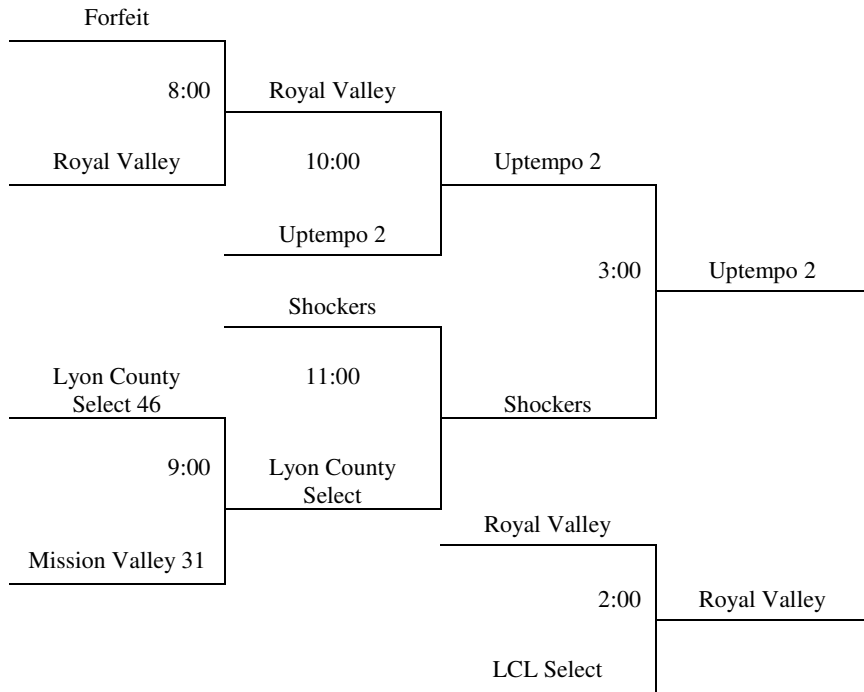 Forfeit
8:00
Royal Valley
Royal Valley
10:00
Uptempo 2
Uptempo 2
3:00
Uptempo 2
Shockers
Lyon County
Select 46
11:00
Shockers
9:00
Lyon County
Select
Mission Valley 31
Royal Valley
2:00
Royal Valley
LCL Select